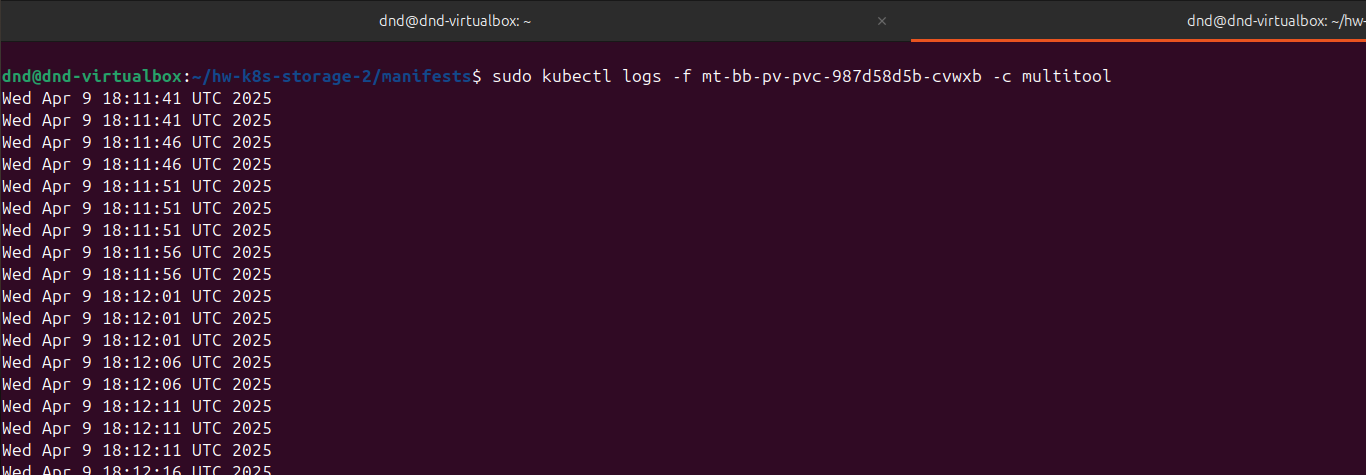 dnd@dnd-virtualbox: ~ × dnd@dnd-virtualbox: ~/hw-
dnd@dnd-virtualbox:~/hw-k8s-storage-2/manifests$ sudo kubectl logs -f mt-bb-pv-pvc-987d58d5b-cvwxb -c multitool
Wed Apr 9 18:11:41 UTC 2025
Wed Apr 9 18:11:41 UTC 2025
Wed Apr 9 18:11:46 UTC 2025
Wed Apr 9 18:11:46 UTC 2025
Wed Apr 9 18:11:51 UTC 2025
Wed Apr 9 18:11:51 UTC 2025
Wed Apr 9 18:11:51 UTC 2025
Wed Apr 9 18:11:56 UTC 2025
Wed Apr 9 18:11:56 UTC 2025
Wed Apr 9 18:12:01 UTC 2025
Wed Apr 9 18:12:01 UTC 2025
Wed Apr 9 18:12:01 UTC 2025
Wed Apr 9 18:12:06 UTC 2025
Wed Apr 9 18:12:06 UTC 2025
Wed Apr 9 18:12:11 UTC 2025
Wed Apr 9 18:12:11 UTC 2025
Wed Apr 9 18:12:11 UTC 2025
Wed Apr 9 18:12:16 UTC 2025